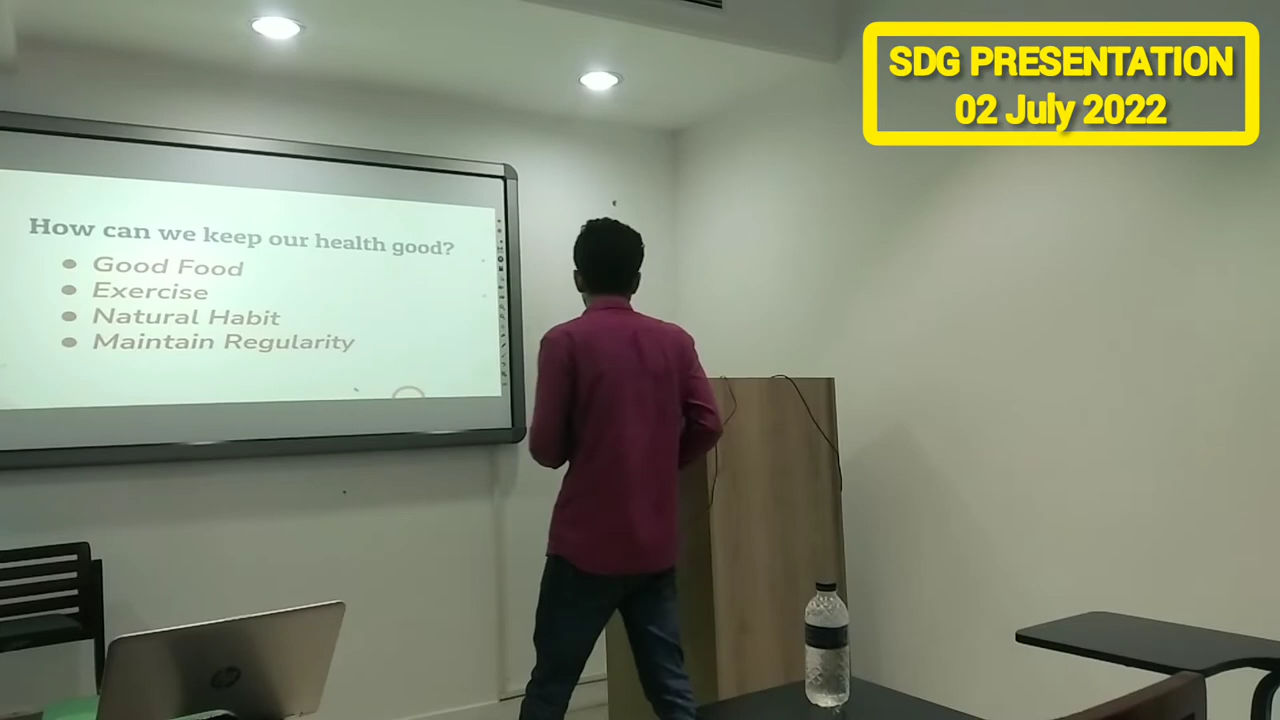 SDG PRESENTATION
02 July 2022
How can we keep our health good?
● Good Food
● Exercise
● Natural Habit
● Maintain Regularity
hp